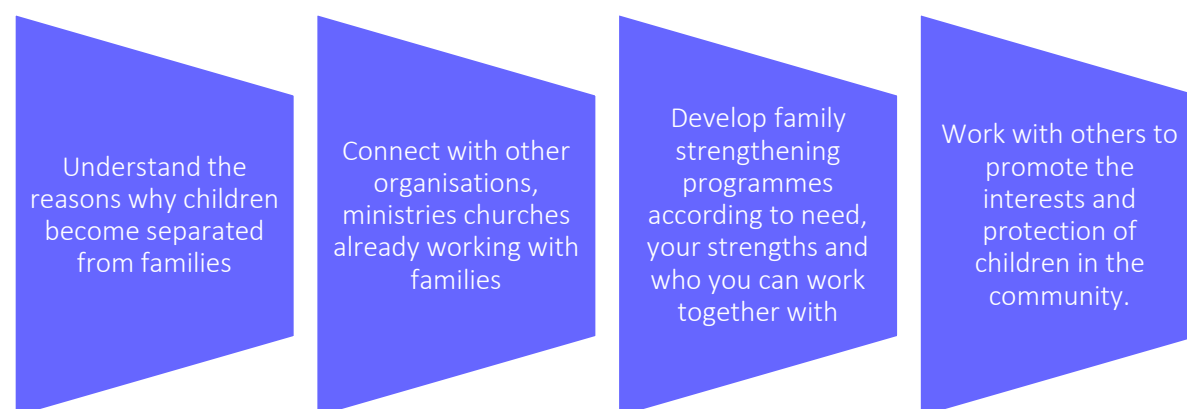 Understand the
reasons why children
become separated
from families
Connect with other
organisations,
ministries churches
already working with
families
Develop family
strengthening
programmes
according to need,
your strengths and
who you can work
together with
Work with others to
promote the
interests and
protection of
children in the
community.